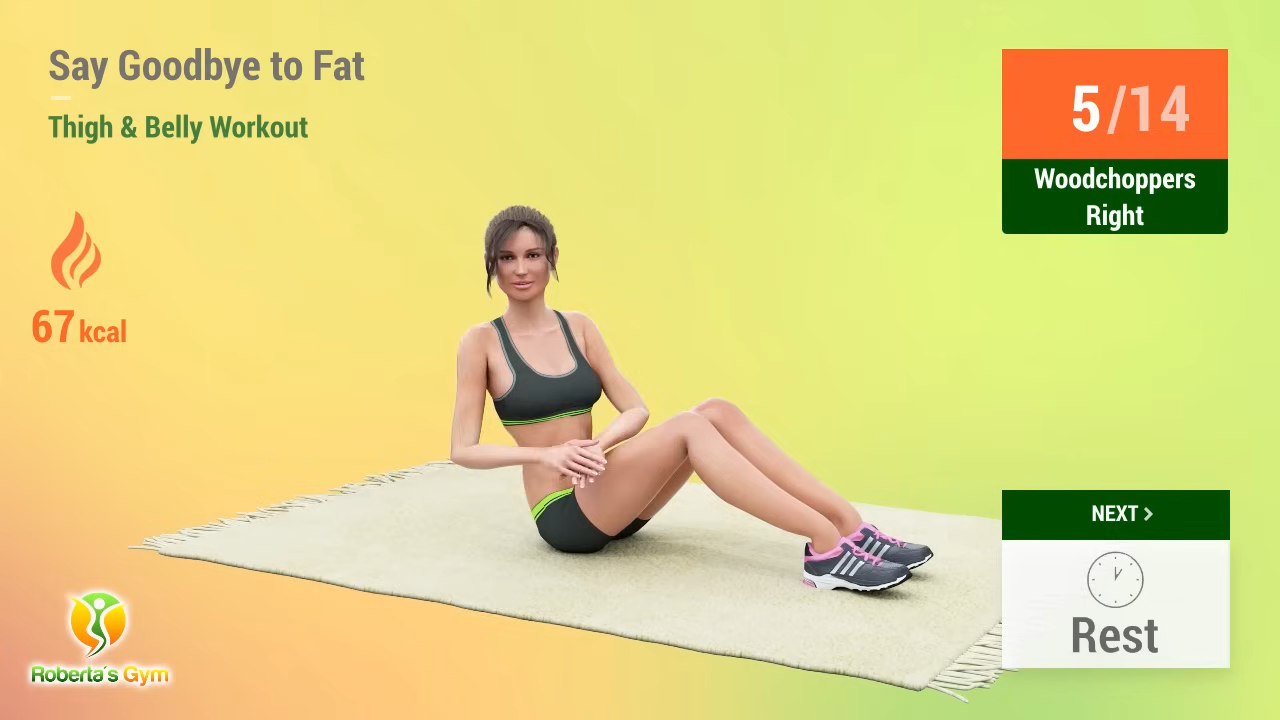 Say Goodbye to Fat
Thigh & Belly Workout
5/14
Woodchoppers
Right
67 kcal
NEXT >
Rest
Roberta´s Gym